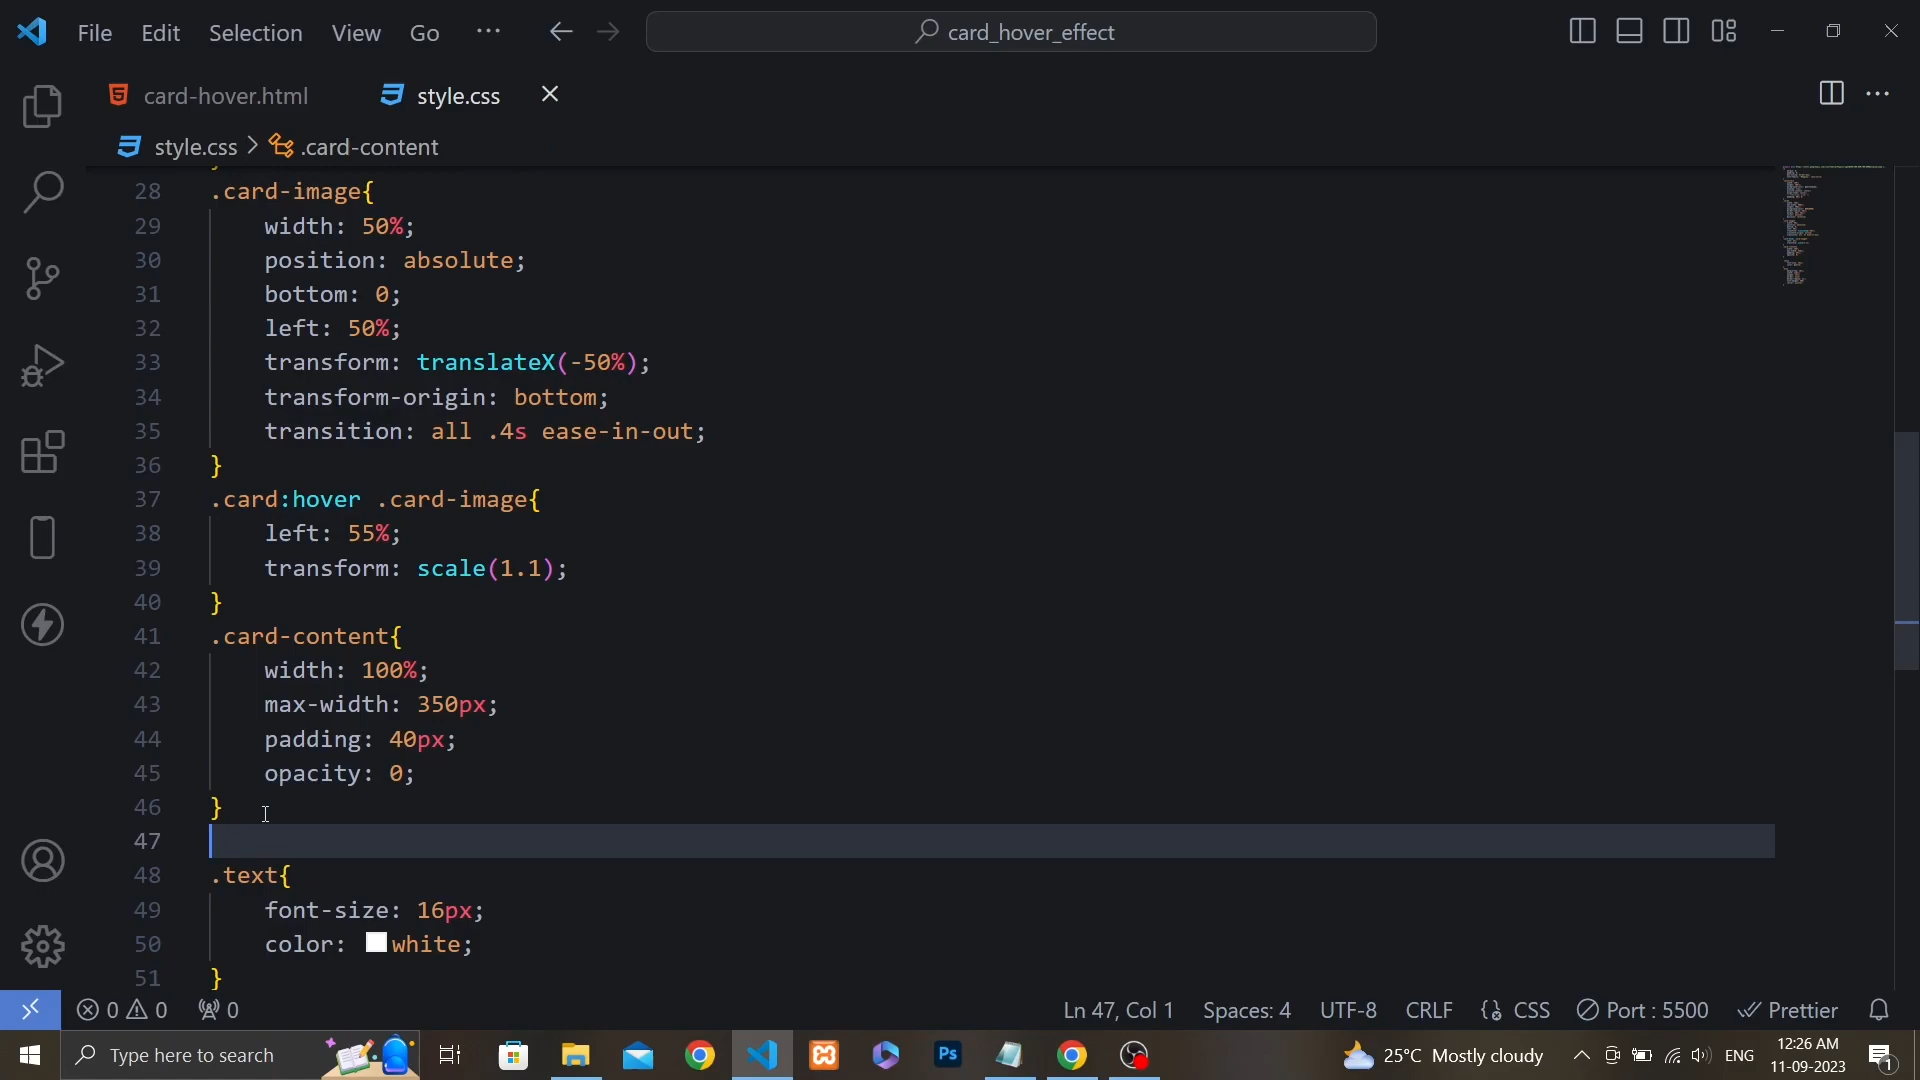 File Edit Selection View Go ··· card_hover_effect
card-hover.html style.css
style.css > .card-content
28 .card-image{
29 width: 50%;
30 position: absolute;
31 bottom: 0;
32 left: 50%;
33 transform: translateX(-50%);
34 transform-origin: bottom;
35 transition: all .4s ease-in-out;
36 }
37 .card:hover .card-image{
38 left: 55%;
39 transform: scale(1.1);
40 }
41 .card-content{
42 width: 100%;
43 max-width: 350px;
44 padding: 40px;
45 opacity: 0;
46 }
47
48 .text{
49 font-size: 16px;
50 color: white;
51 }
0 0 0 Ln 47, Col 1 Spaces: 4 UTF-8 CRLF {} CSS Port : 5500 Prettier
Type here to search Ps 25°C Mostly cloudy ENG 12:26 AM
11-09-2023 1